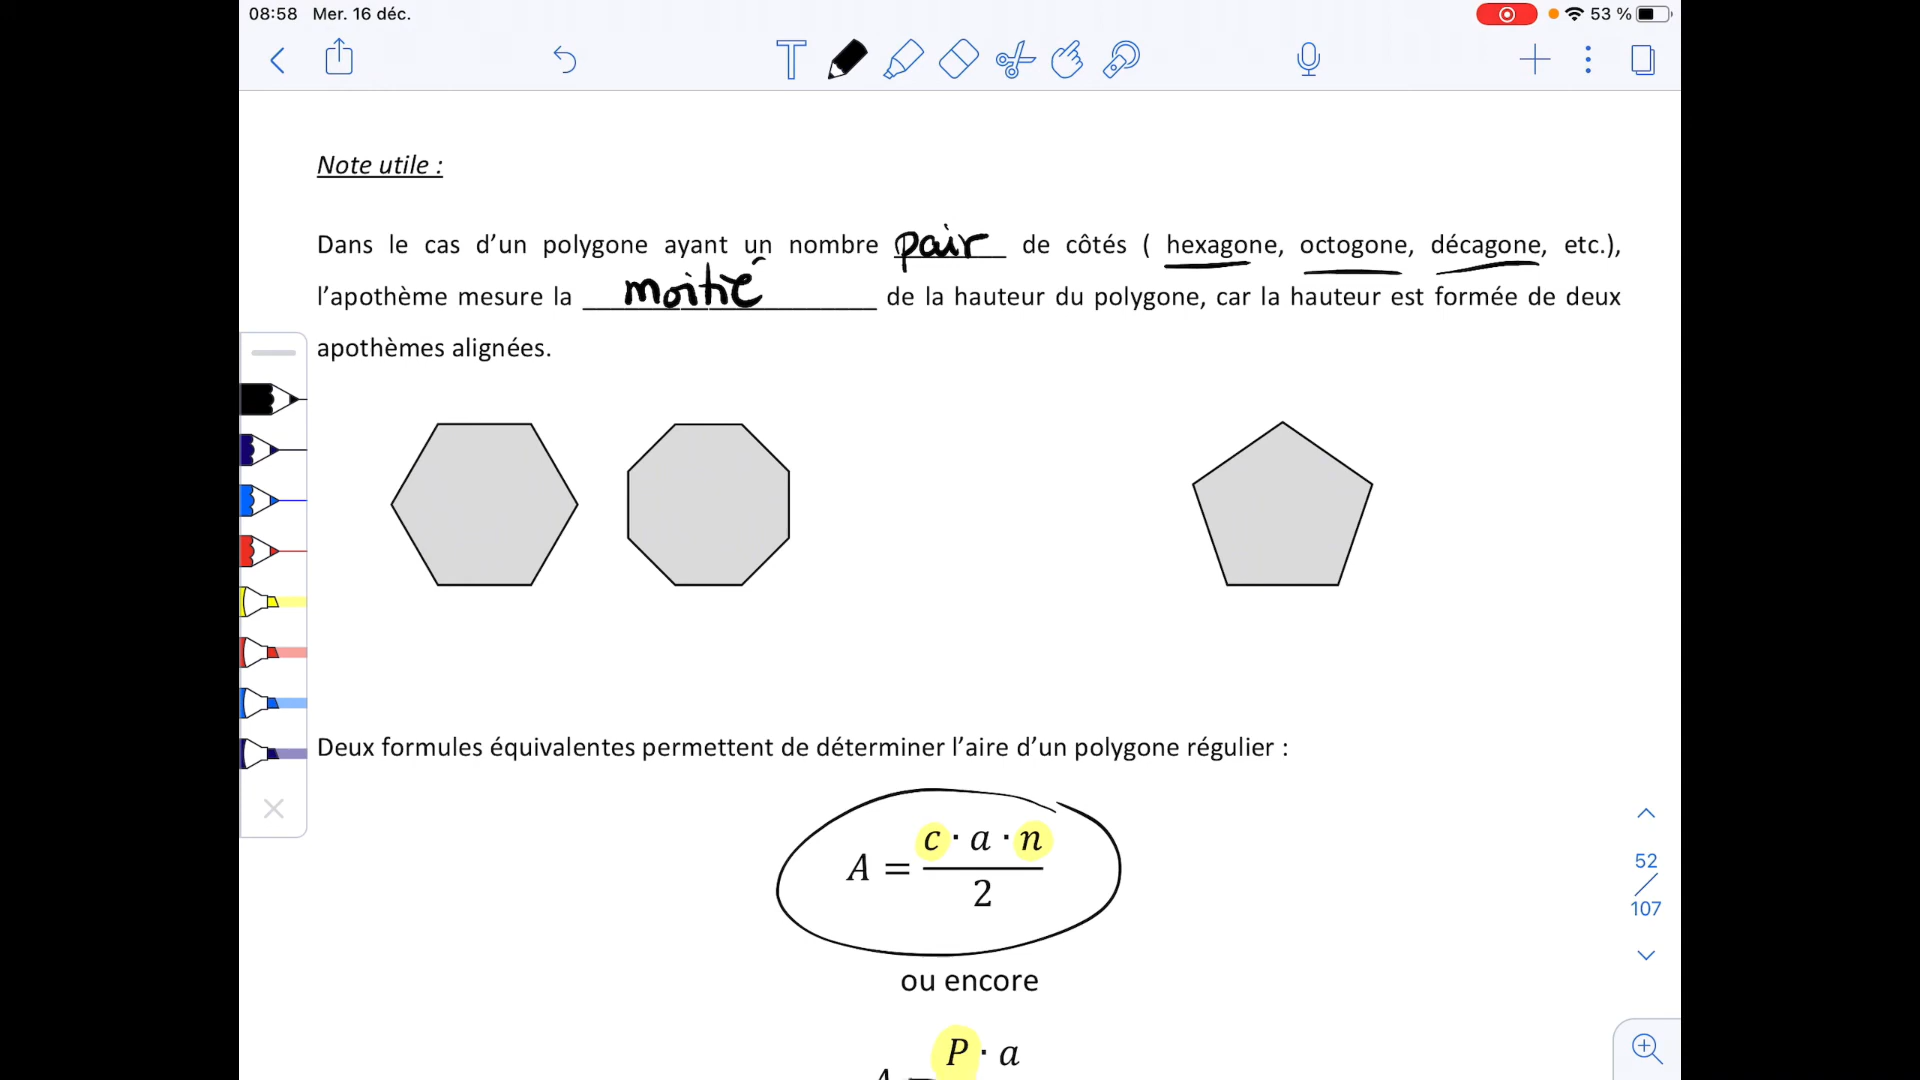 08:58 Mer. 16 déc.
53 %
Note utile :
Dans le cas d’un polygone ayant un nombre pair de côtés ( hexagone, octogone, décagone, etc.),
l’apothème mesure la moitié de la hauteur du polygone, car la hauteur est formée de deux
apothèmes alignées.
Deux formules équivalentes permettent de déterminer l’aire d’un polygone régulier :
A = c · a · n / 2
ou encore
A = P · a
52
107